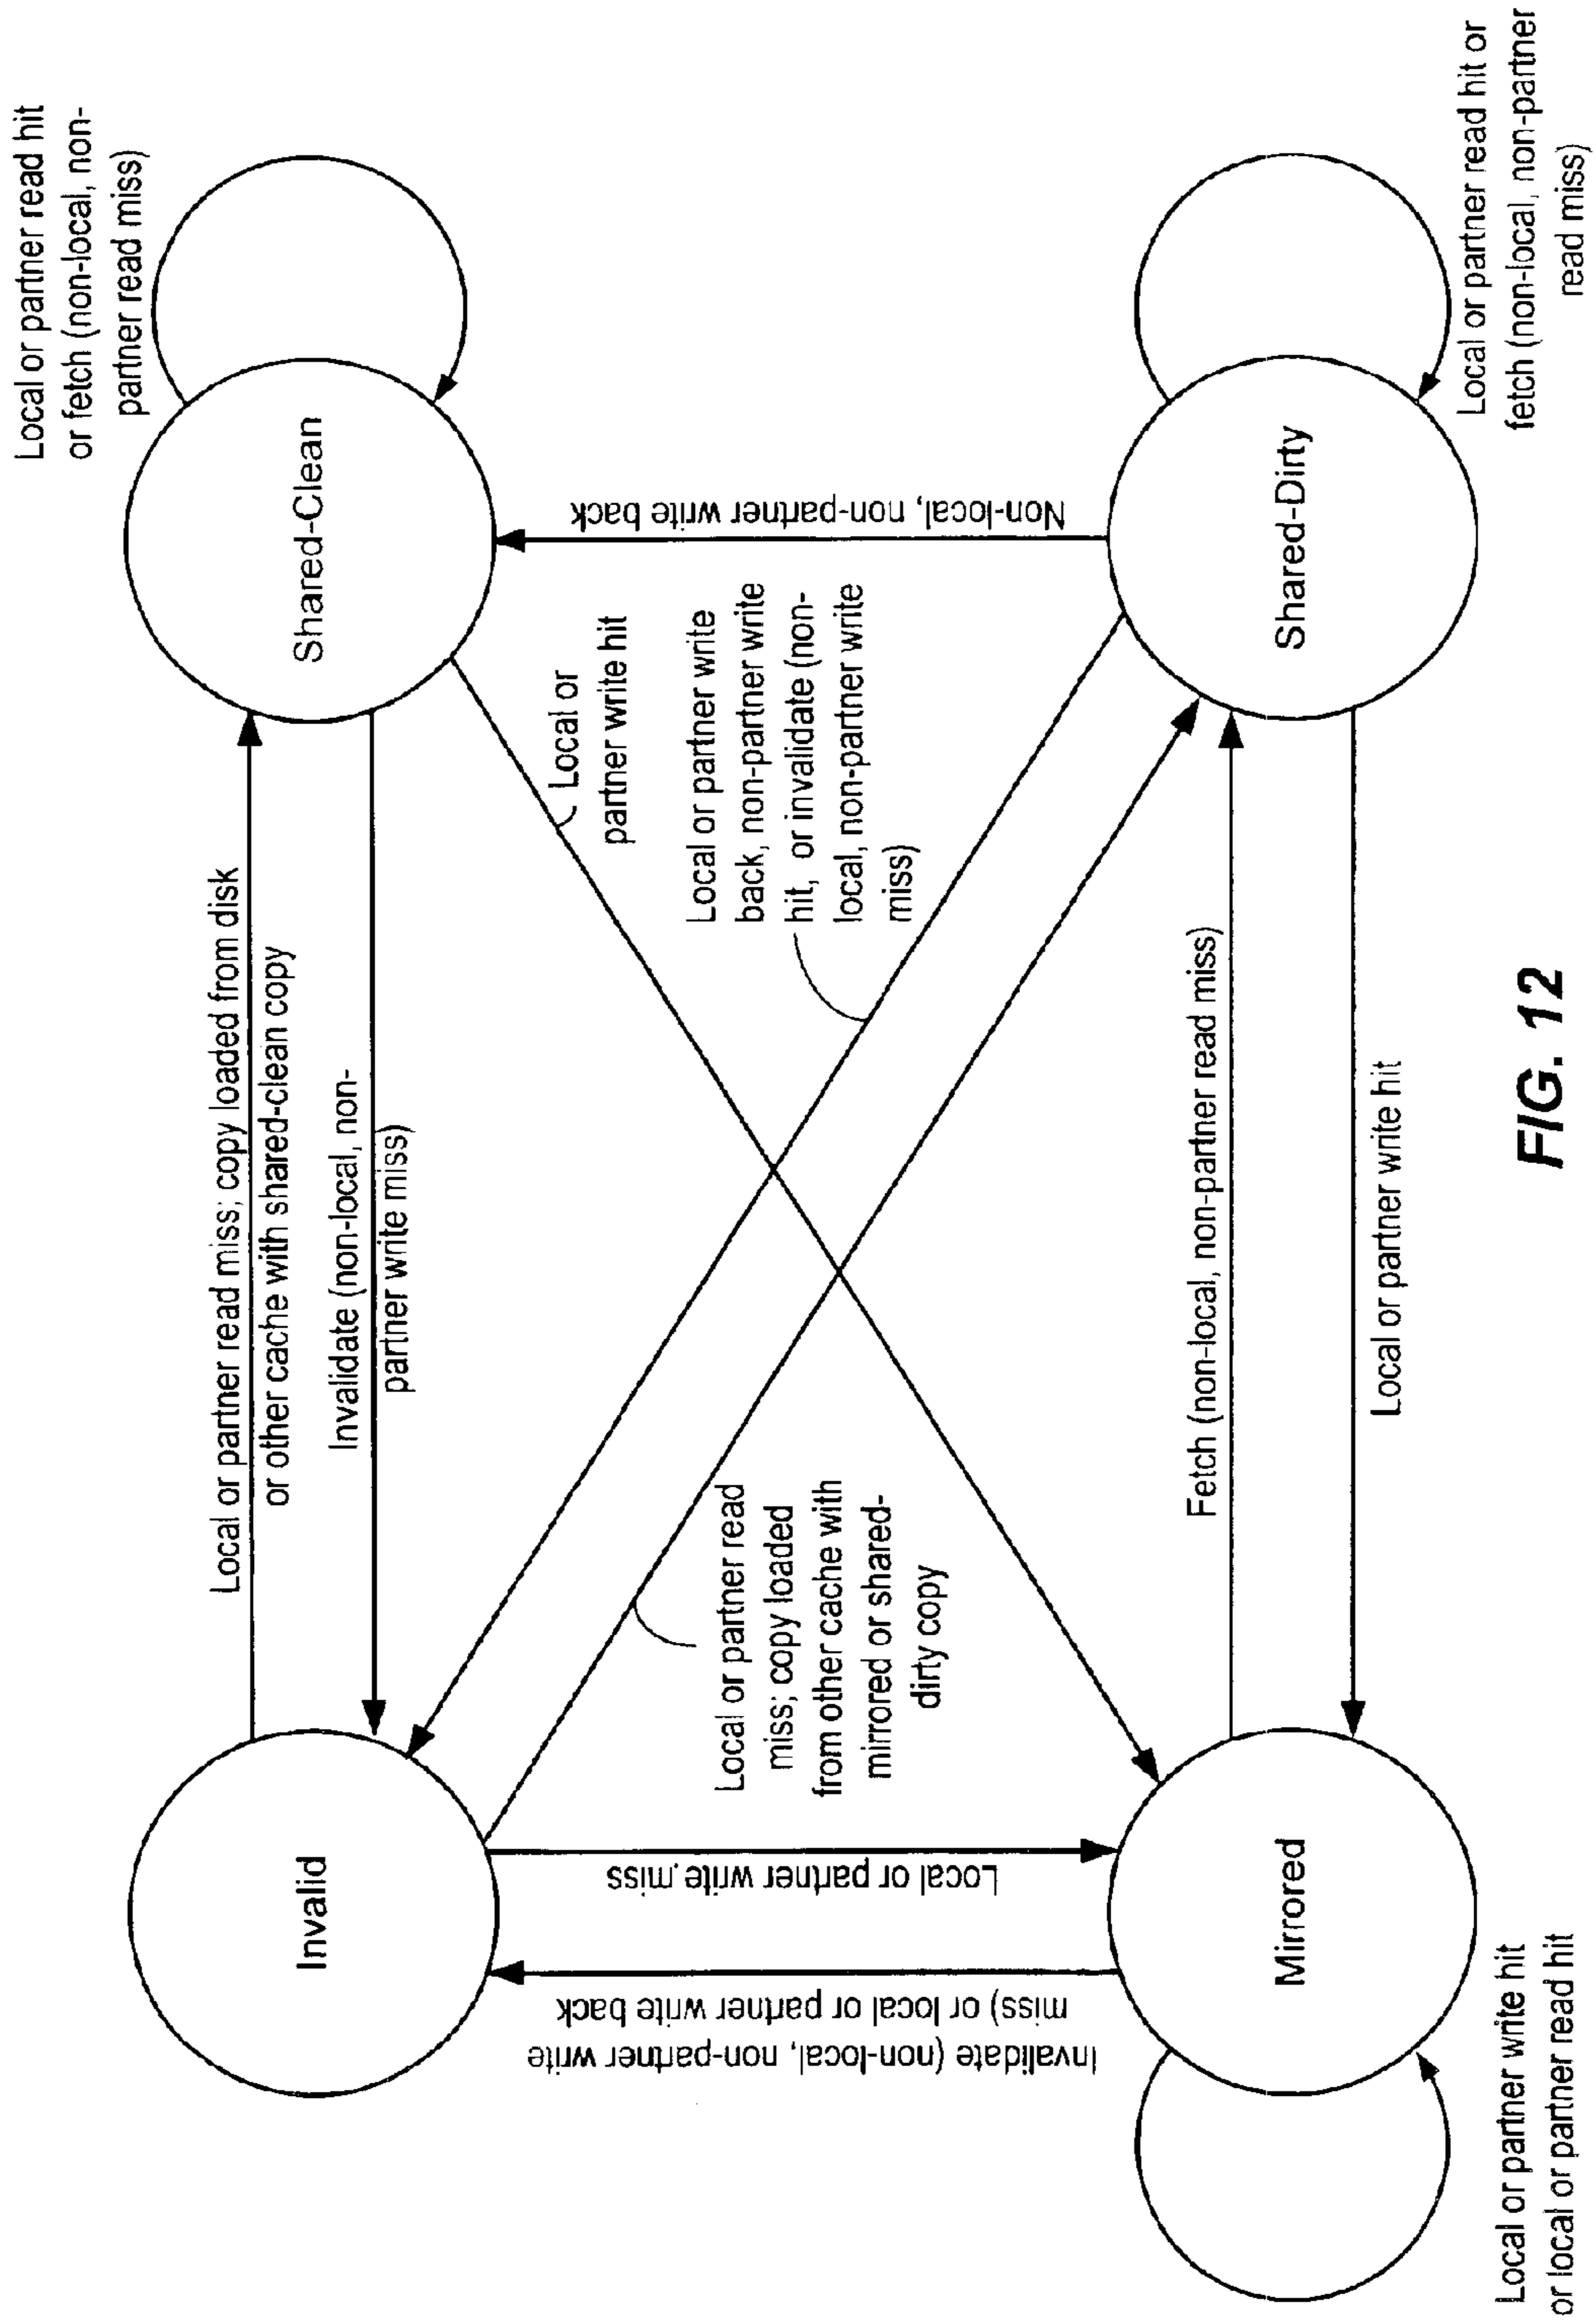 Local or partner read hit
or fetch (non-local, non-
partner read miss)
Invalid
Shared-Clean
Local or partner read miss; copy loaded from disk
or other cache with shared-clean copy
Invalidate (non-local, non-
partner write miss)
Local or
partner write hit
Invalidate (non-local, non-partner write
miss) or local or partner write back
Local or partner write miss
Non-local, non-partner write back
Local or partner write
back, non-partner write
hit, or invalidate (non-
local, non-partner write
miss)
Local or partner read
miss; copy loaded
from other cache with
mirrored or shared-
dirty copy
Fetch (non-local, non-partner read miss)
Mirrored
Shared-Dirty
Local or partner write hit
Local or partner read hit or
fetch (non-local, non-partner
read miss)
Local or partner write hit
or local or partner read hit
FIG. 12